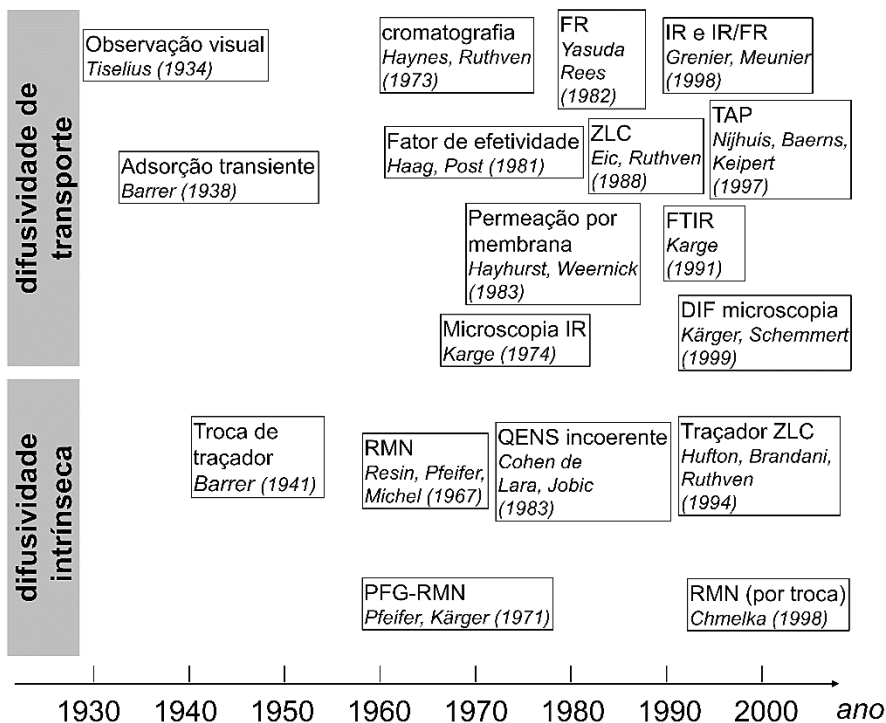 difusividade de
transporte
Observação visual
Tiselius (1934)
Adsorção transiente
Barrer (1938)
cromatografia
Haynes, Ruthven
(1973)
FR
Yasuda
Rees
(1982)
IR e IR/FR
Grenier, Meunier
(1998)
Fator de efetividade
Haag, Post (1981)
ZLC
Eic, Ruthven
(1988)
TAP
Nijhuis, Baerns,
Keipert
(1997)
Permeação por
membrana
Hayhurst, Weernick
(1983)
FTIR
Karge
(1991)
Microscopia IR
Karge (1974)
DIF microscopia
Kärger, Schemmert
(1999)
difusividade
intrínseca
Troca de
traçador
Barrer (1941)
RMN
Resin, Pfeifer,
Michel (1967)
QENS incoerente
Cohen de
Lara, Jobic
(1983)
Traçador ZLC
Hufton, Brandani,
Ruthven
(1994)
PFG-RMN
Pfeifer, Kärger (1971)
RMN (por troca)
Chmelka (1998)
1930 1940 1950 1960 1970 1980 1990 2000 ano